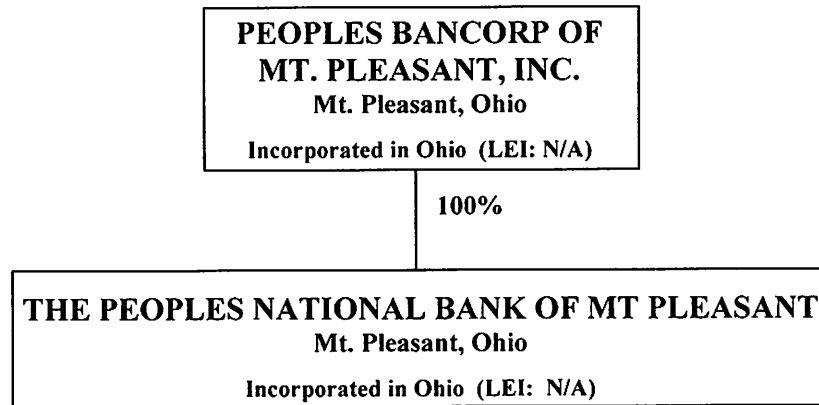 PEOPLES BANCORP OF
MT. PLEASANT, INC.
Mt. Pleasant, Ohio
Incorporated in Ohio (LEI: N/A)
100%
THE PEOPLES NATIONAL BANK OF MT PLEASANT
Mt. Pleasant, Ohio
Incorporated in Ohio (LEI: N/A)